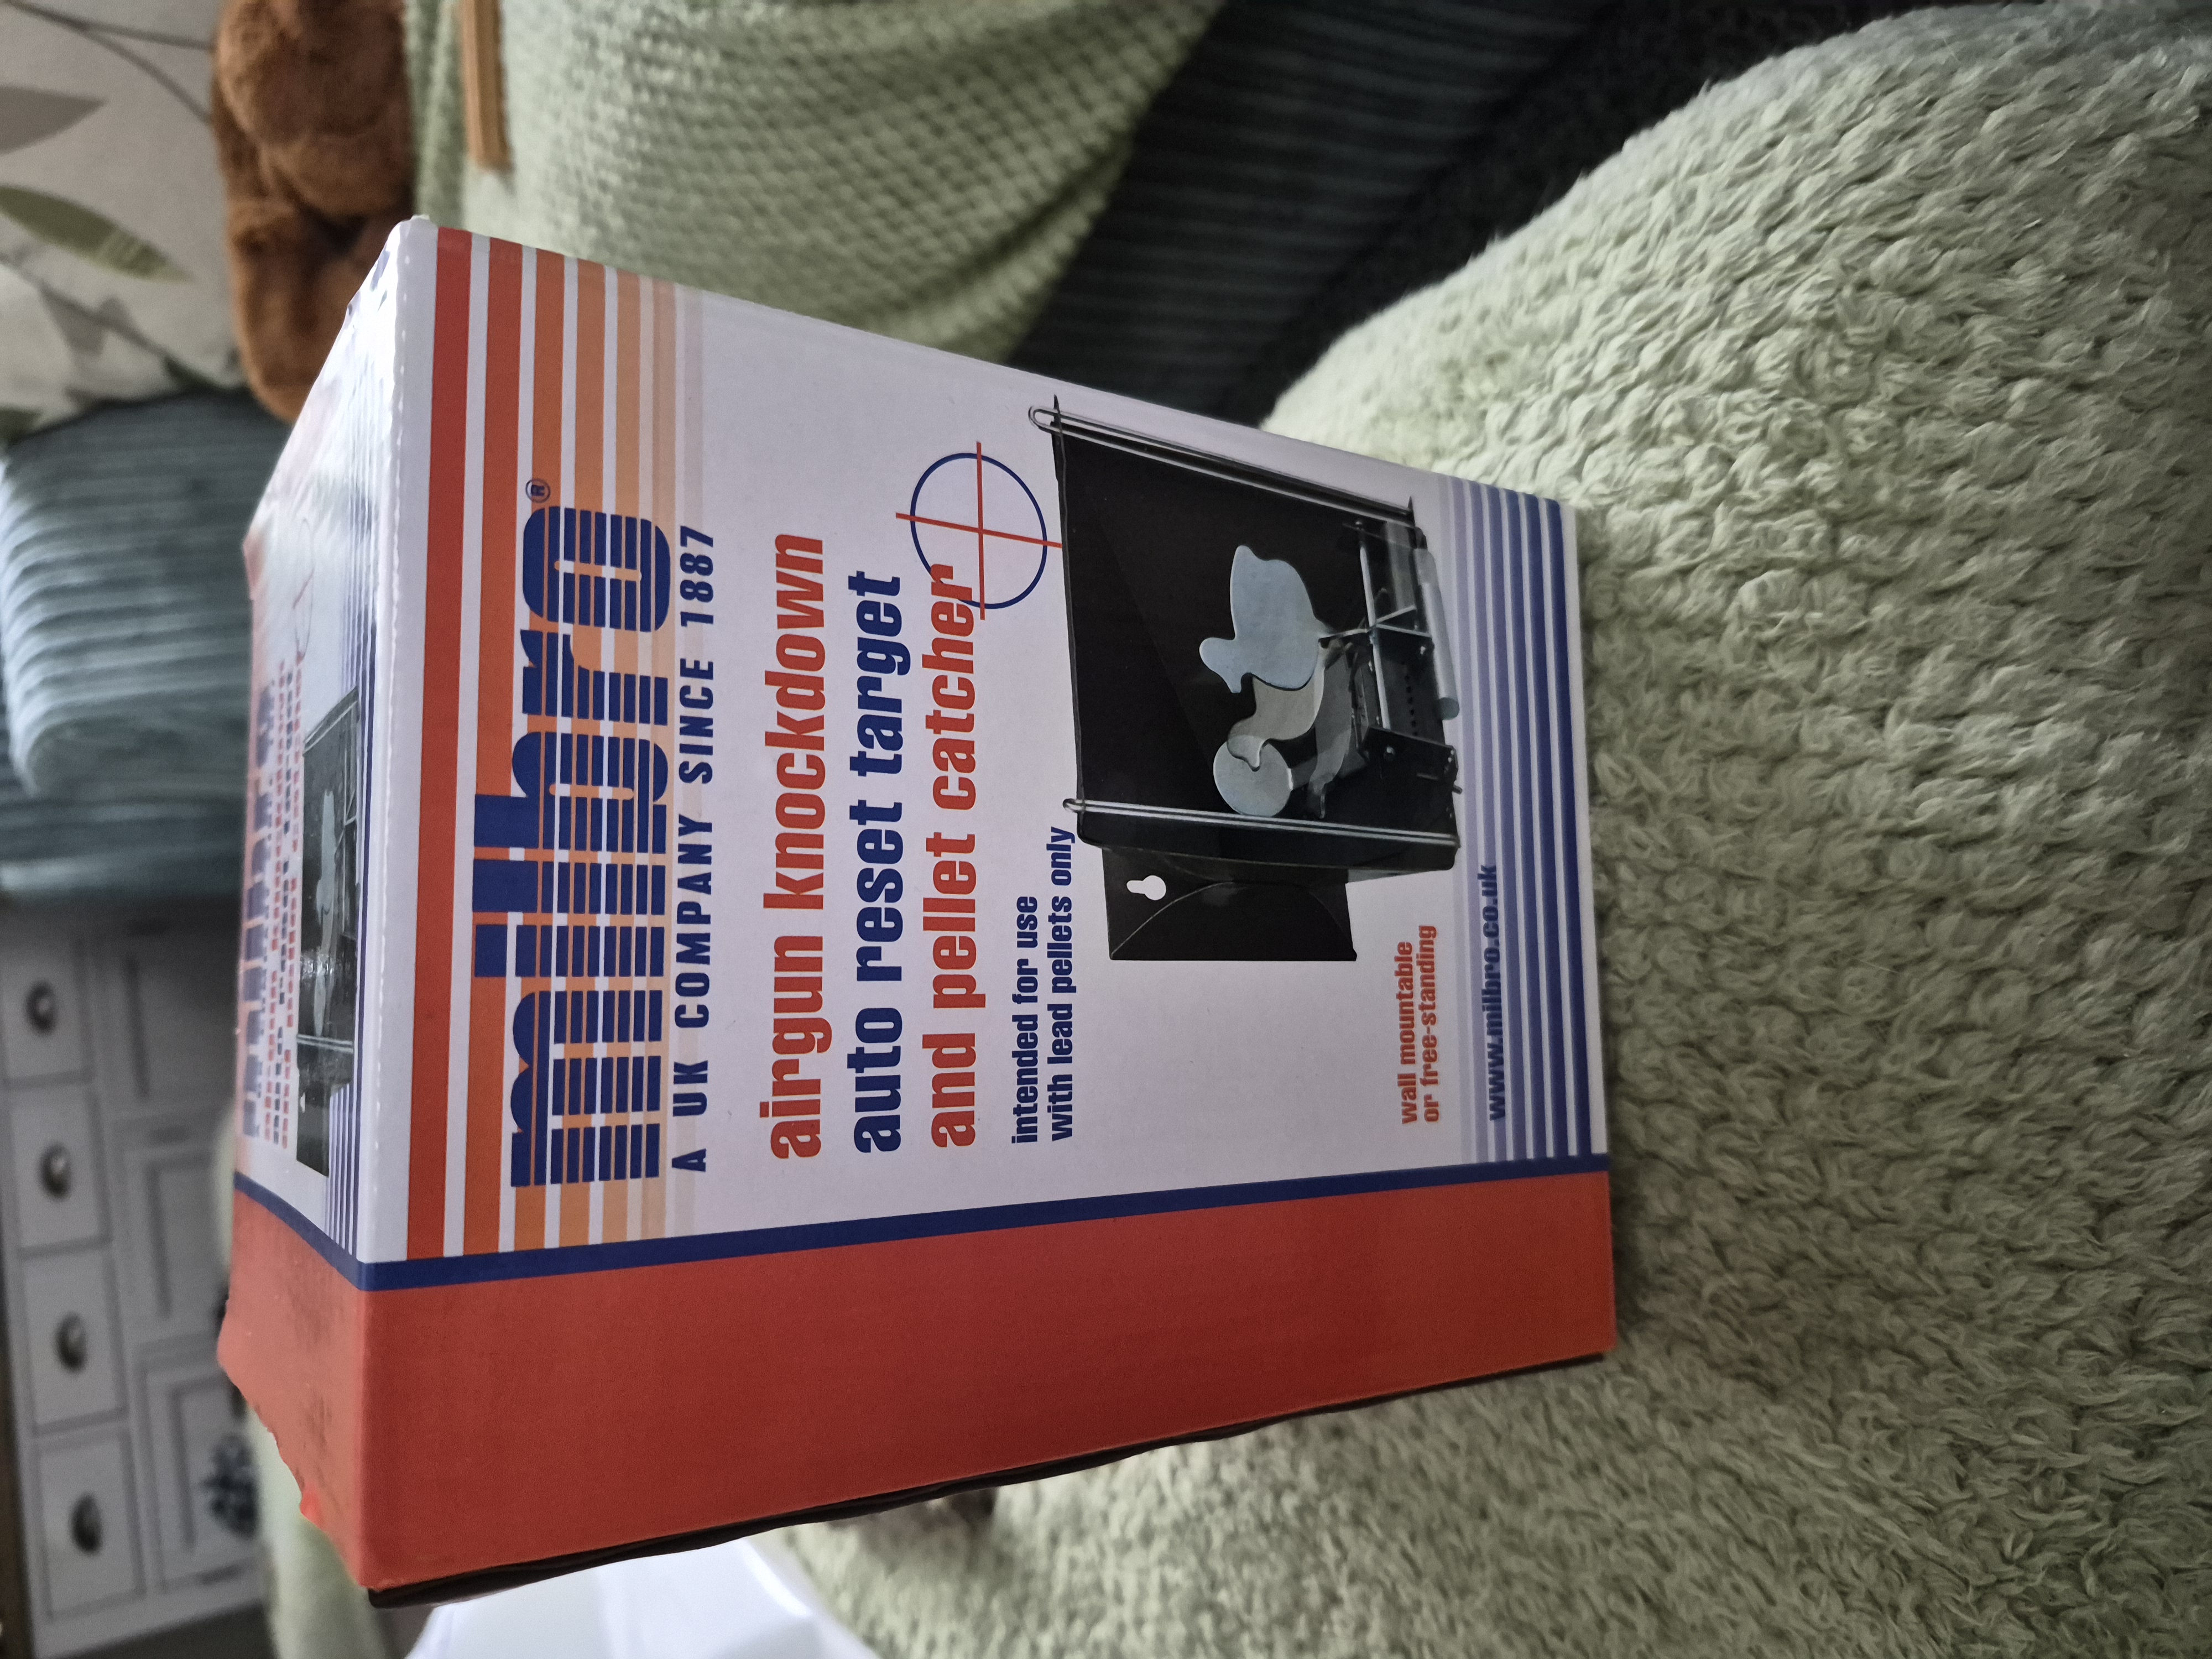 milbro®
A UK COMPANY SINCE 1887
airgun knockdown
auto reset target
and pellet catcher
intended for use
with lead pellets only
wall mountable
or free-standing
www.milbro.co.uk